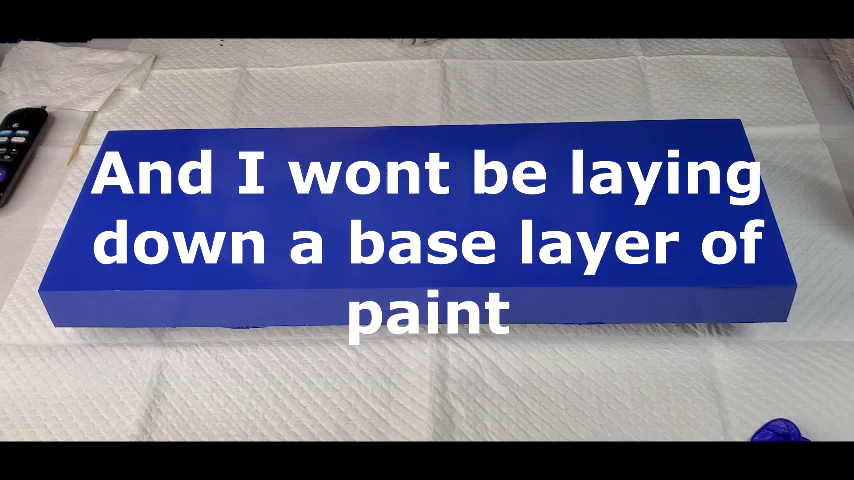 And I wont be laying
down a base layer of
paint